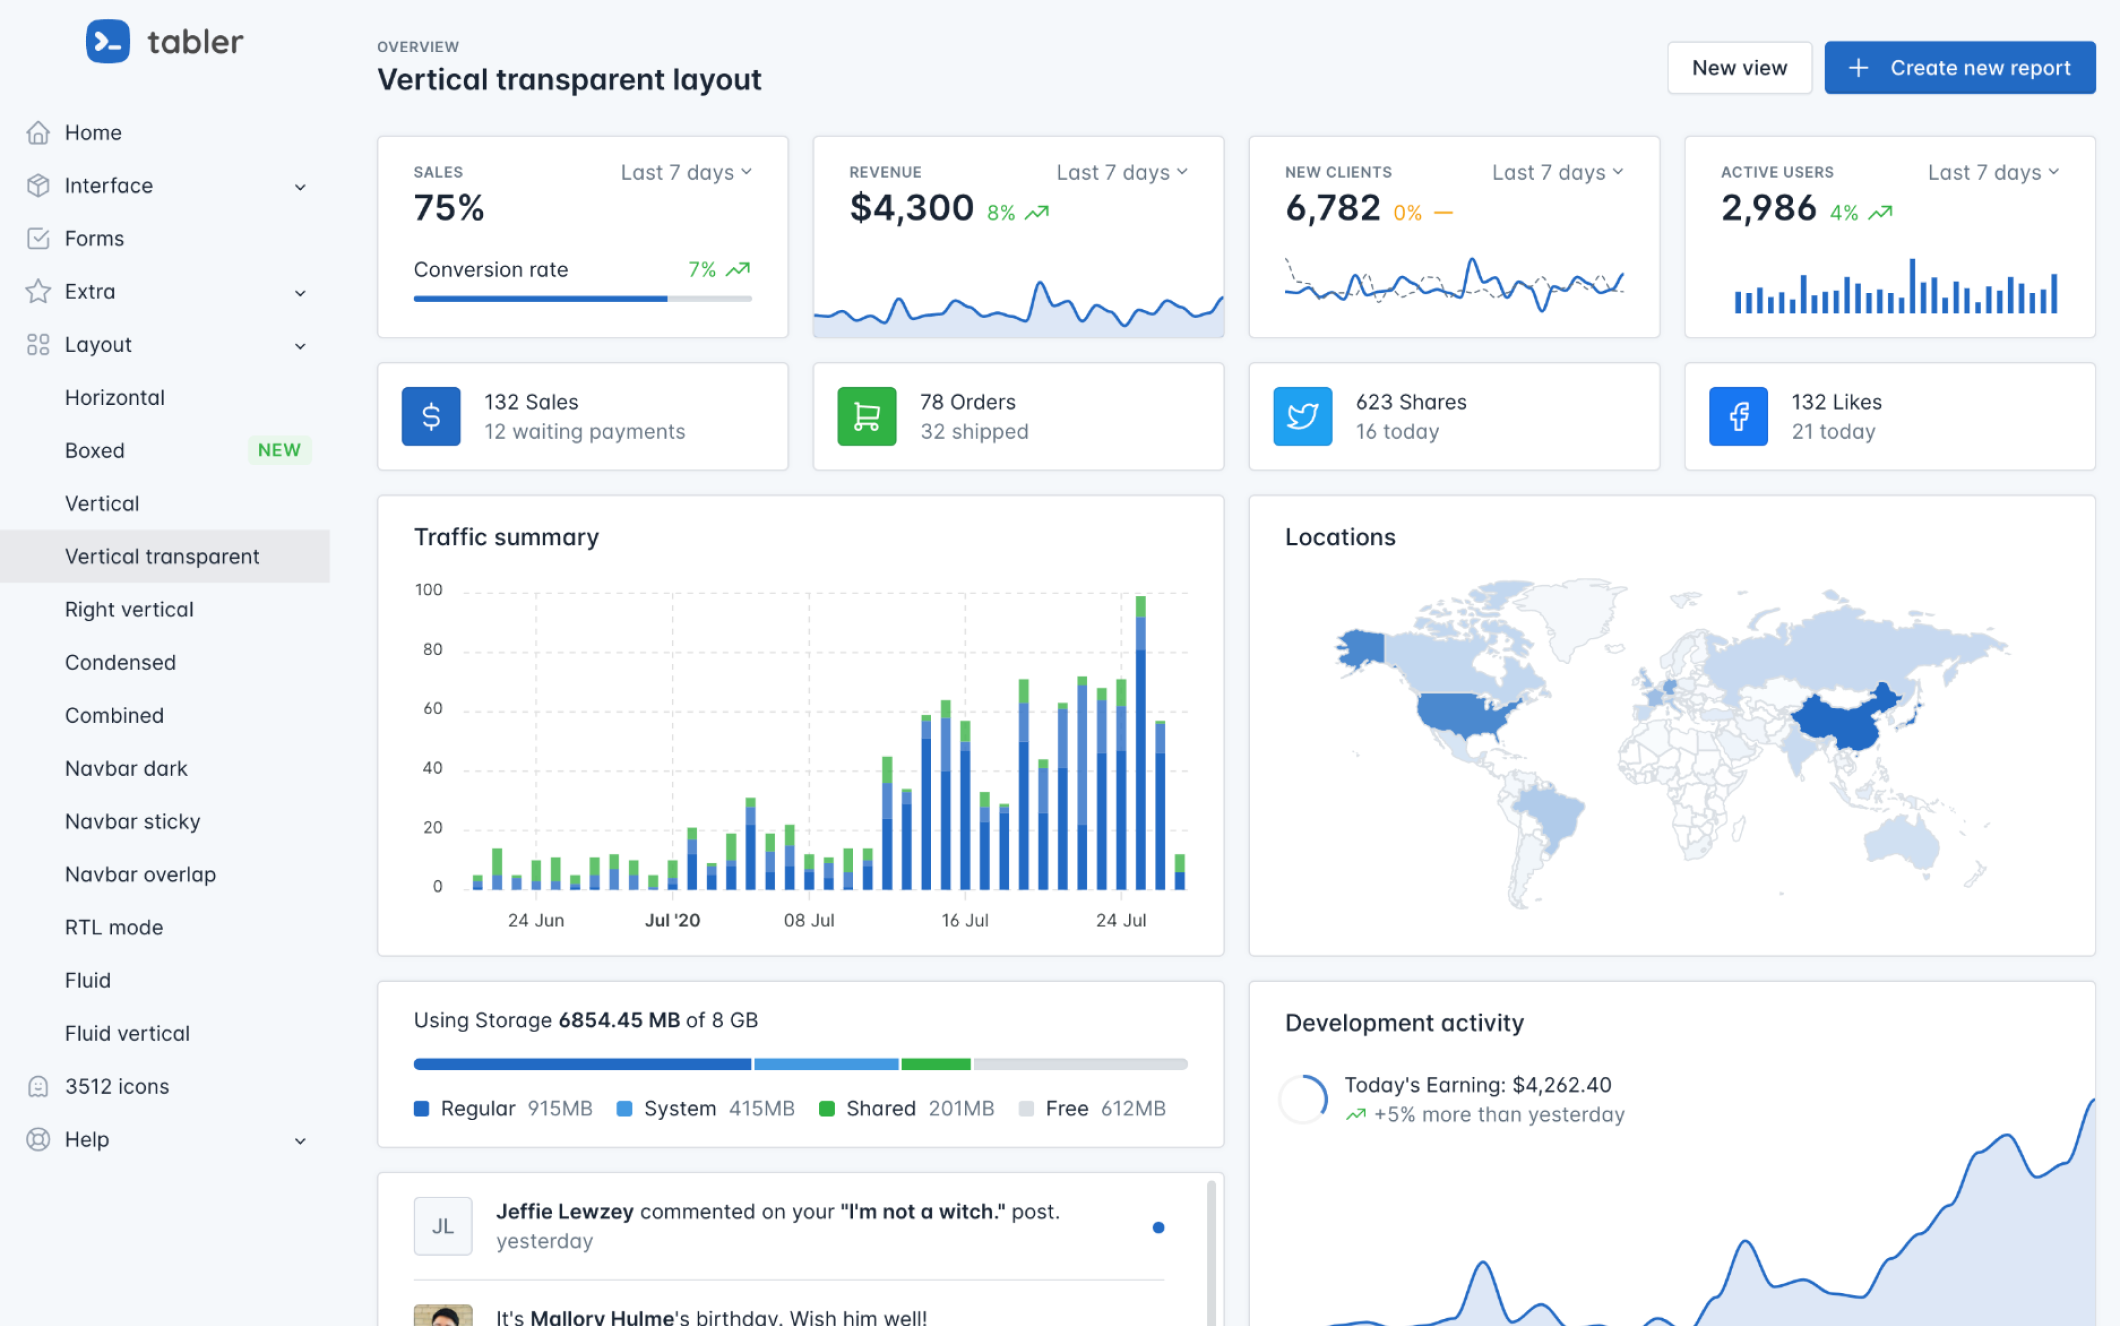 tabler
Home
Interface
Forms
Extra
Layout
Horizontal
Boxed NEW
Vertical
Vertical transparent
Right vertical
Condensed
Combined
Navbar dark
Navbar sticky
Navbar overlap
RTL mode
Fluid
Fluid vertical
3512 icons
Help
OVERVIEW
Vertical transparent layout
New view
+ Create new report
SALES Last 7 days
75%
Conversion rate 7%
REVENUE Last 7 days
$4,300 8%
NEW CLIENTS Last 7 days
6,782 0%
ACTIVE USERS Last 7 days
2,986 4%
132 Sales
12 waiting payments
78 Orders
32 shipped
623 Shares
16 today
132 Likes
21 today
Traffic summary
100
80
60
40
20
0
24 Jun Jul '20 08 Jul 16 Jul 24 Jul
Locations
Using Storage 6854.45 MB of 8 GB
Regular 915MB System 415MB Shared 201MB Free 612MB
Development activity
Today's Earning: $4,262.40
+5% more than yesterday
JL
Jeffie Lewzey commented on your "I'm not a witch." post.
yesterday
It's Mallory Hulme's birthday. Wish him well!